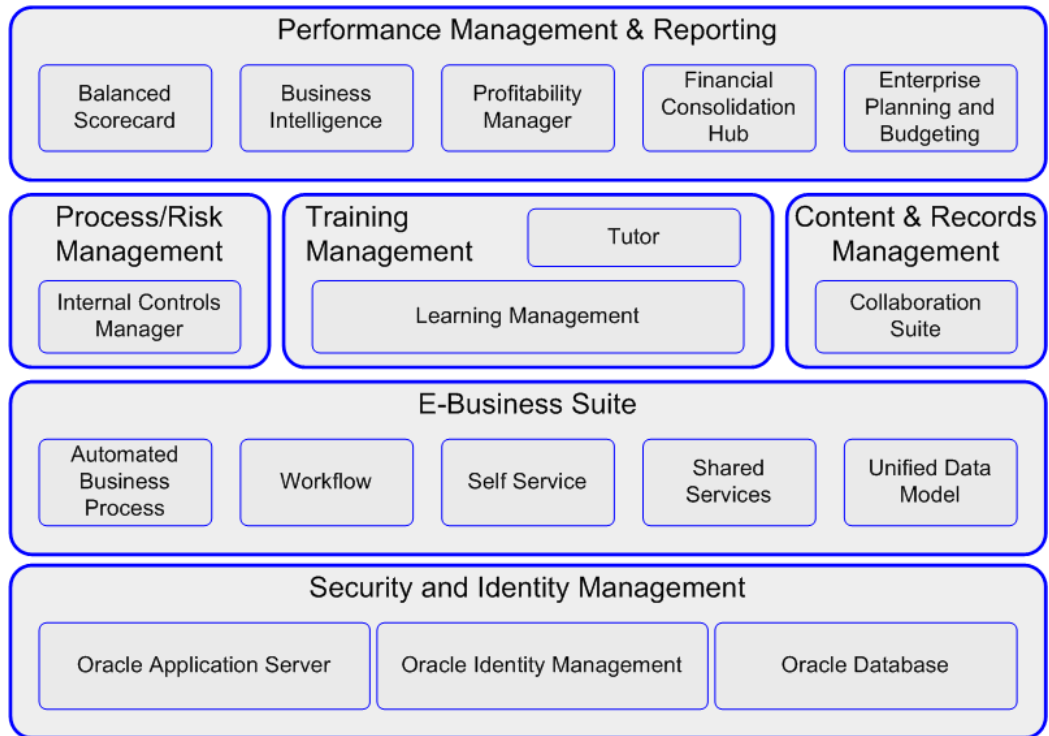 Performance Management & Reporting
Balanced
Scorecard
Business
Intelligence
Profitability
Manager
Financial
Consolidation
Hub
Enterprise
Planning and
Budgeting
Process/Risk
Management
Internal Controls
Manager
Training
Management
Tutor
Learning Management
Content & Records
Management
Collaboration
Suite
E-Business Suite
Automated
Business
Process
Workflow
Self Service
Shared
Services
Unified Data
Model
Security and Identity Management
Oracle Application Server
Oracle Identity Management
Oracle Database